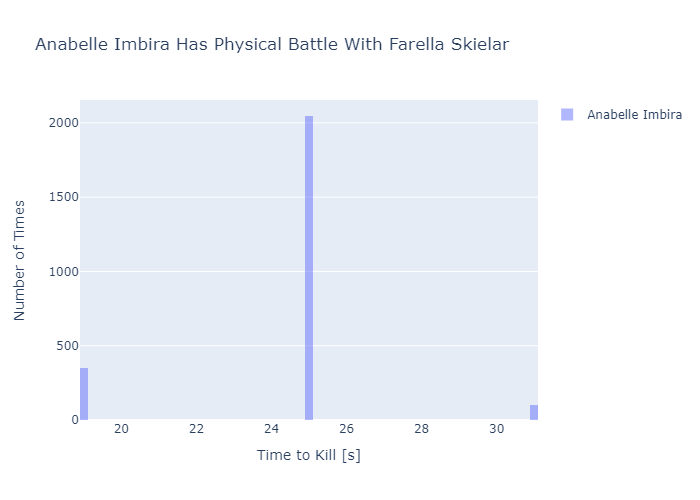 Anabelle Imbira Has Physical Battle With Farella Skielar
Anabelle Imbira
2000
1500
1000
500
0
Number of Times
20 22 24 26 28 30
Time to Kill [s]